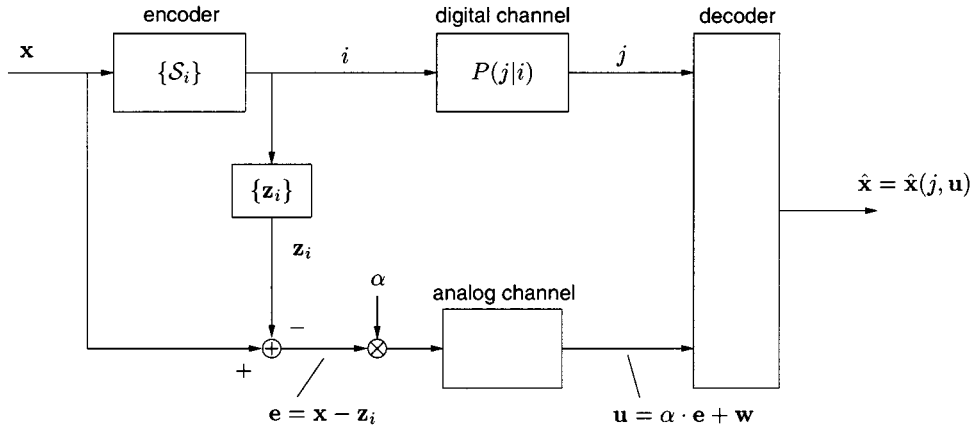 encoder
digital channel
decoder
x
{S_i}
i
P(j|i)
j
{z_i}
x̂ = x̂(j, u)
z_i
α
analog channel
−
+
+
×
e = x − z_i
u = α · e + w